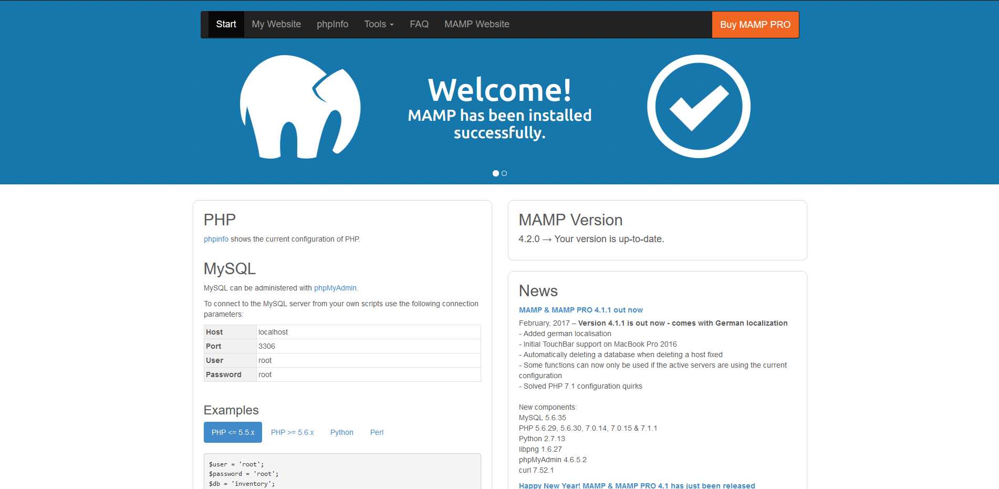 Start My Website phpInfo Tools FAQ MAMP Website Buy MAMP PRO
Welcome!
MAMP has been installed
successfully.
PHP
phpinfo shows the current configuration of PHP.
MySQL
MySQL can be administered with phpMyAdmin.
To connect to the MySQL server from your own scripts use the following connection
parameters:
Host localhost
Port 3306
User root
Password root
Examples
PHP <= 5.5.x PHP >= 5.6.x Python Perl
$user = 'root';
$password = 'root';
$db = 'inventory';
MAMP Version
4.2.0 → Your version is up-to-date.
News
MAMP & MAMP PRO 4.1.1 out now
February, 2017 – Version 4.1.1 is out now - comes with German localization
- Added german localisation
- Initial TouchBar support on MacBook Pro 2016
- Automatically deleting a database when deleting a host fixed
- Some functions can now only be used if the active servers are using the current
configuration
- Solved PHP 7.1 configuration quirks
New components:
MySQL 5.6.35
PHP 5.6.29, 5.6.30, 7.0.14, 7.0.15 & 7.1.1
Python 2.7.13
libpng 1.6.27
phpMyAdmin 4.6.5.2
curl 7.52.1
Happy New Year! MAMP & MAMP PRO 4.1 has just been released